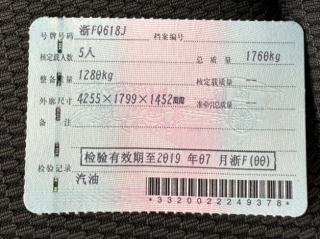 号牌号码 浙FQ618J 档案编号
核定载人数 5人 总质量 1760kg
整备质量 1280kg 核定载质量 —
外廓尺寸 4255×1799×1452mm 准牵引总质量 —
备注
检验有效期至2019 年07 月浙F(00)
检验记录
汽油
*3320022249378*